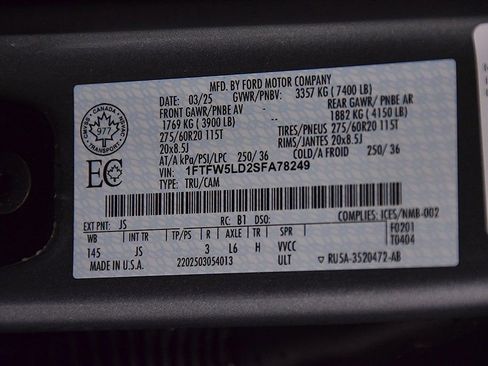 MFD. BY FORD MOTOR COMPANY
DATE: 03/25 GVWR/PNBV: 3357 KG ( 7400 LB)
FRONT GAWR/PNBE AV - REAR GAWR/ PNBE AR
1769 KG ( 3900 LB) 1882 KG ( 4150 LB)
275/60R20 115T TIRES/PNEUS 275/60R20 115T
20x8.5J RIMS/JANTES 20x8.5J
AT/A kPa/PSI/LPC 250/ 36 COLD/A FROID 250/ 36
VIN: 1FTFW5LD2SFA78249
TYPE: TRU/CAM
CANADA
977
TRANSPORT
EC
EXT PNT: JS RC: B1 DSO: COMPLIES: ICES/NMB-002
WB INT TR TP/PS R AXLE TR SPR F0201
145 JS 3 L6 H VVCC T0404
MADE IN U.S.A. 2202503054013 ULT ▽ RU5A-3520472-AB